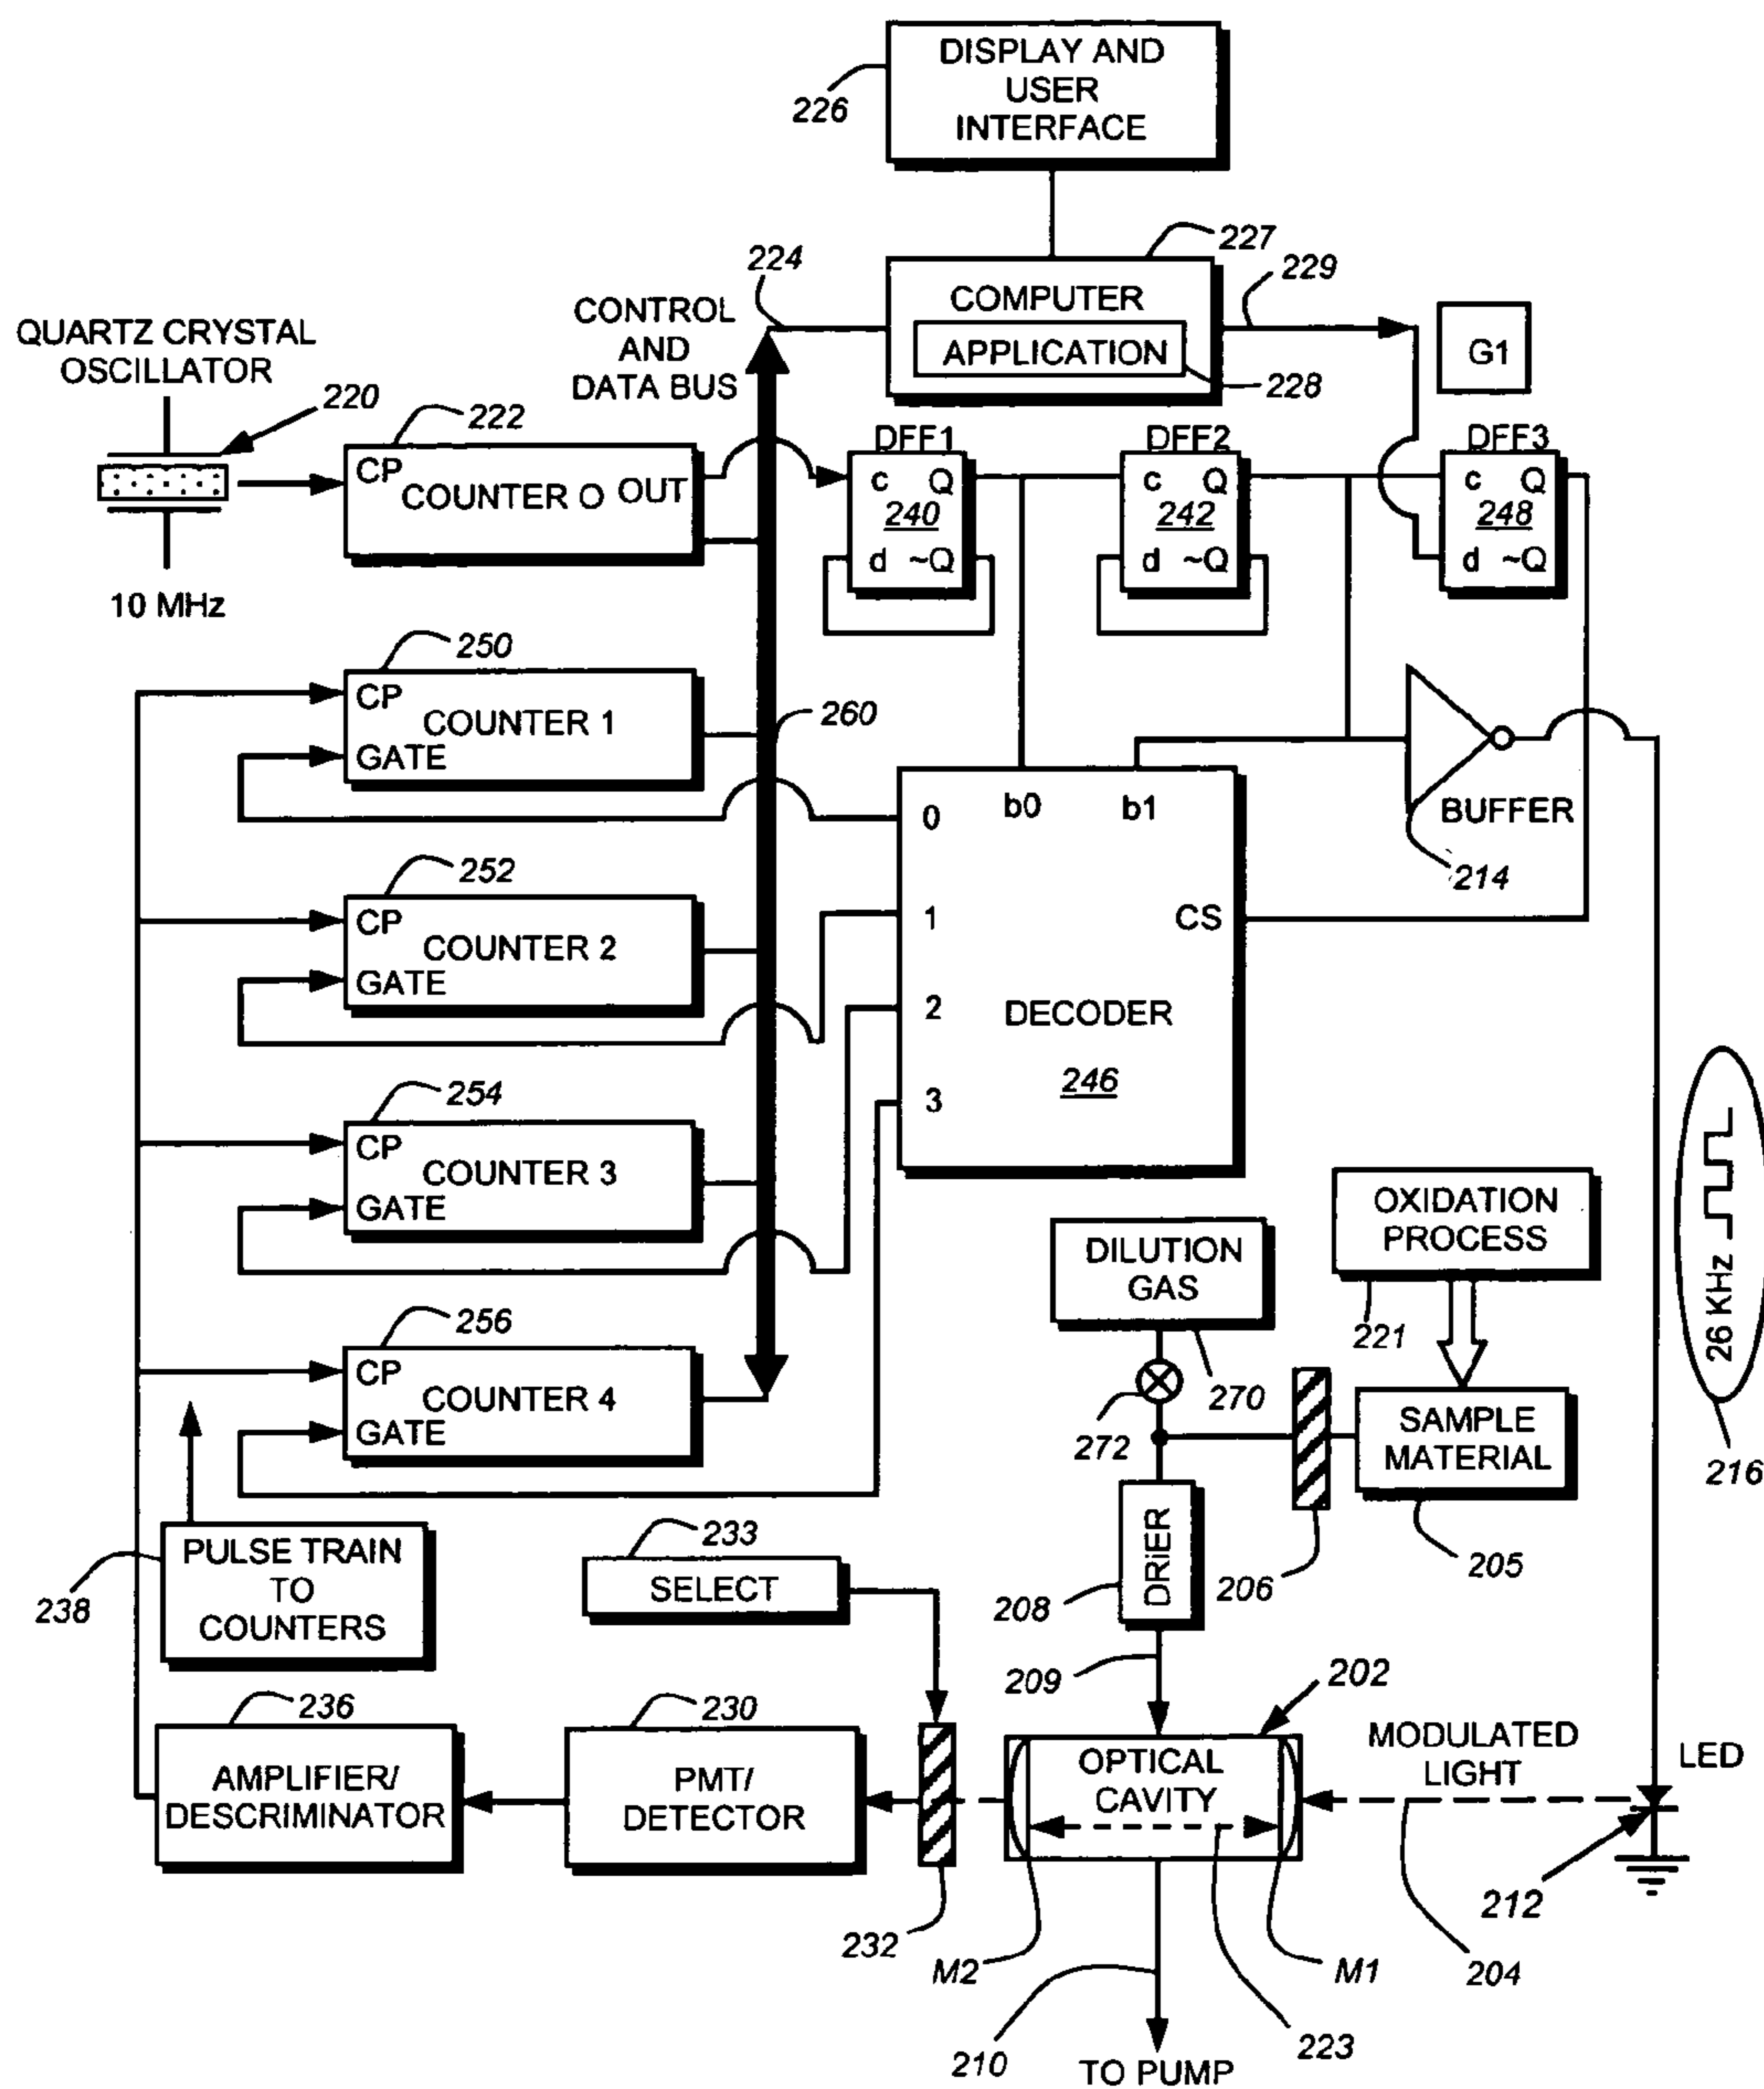 DISPLAY AND
USER
INTERFACE
226
227
COMPUTER
APPLICATION
228
229
G1
224
CONTROL
AND
DATA BUS
QUARTZ CRYSTAL
OSCILLATOR
220
10 MHz
222
CP
COUNTER O
OUT
DFF1
c Q
240
d ~Q
DFF2
c Q
242
d ~Q
DFF3
c Q
248
d ~Q
250
CP
COUNTER 1
GATE
260
252
CP
COUNTER 2
GATE
254
CP
COUNTER 3
GATE
256
CP
COUNTER 4
GATE
b0
b1
0
1
2
3
CS
DECODER
246
BUFFER
214
26 KHz
216
OXIDATION
PROCESS
221
DILUTION
GAS
270
272
SAMPLE
MATERIAL
205
206
DRiER
208
209
PULSE TRAIN
TO
COUNTERS
238
233
SELECT
236
AMPLIFIER/
DESCRIMINATOR
230
PMT/
DETECTOR
232
202
OPTICAL
CAVITY
M2
M1
223
210
TO PUMP
MODULATED
LIGHT
204
LED
212